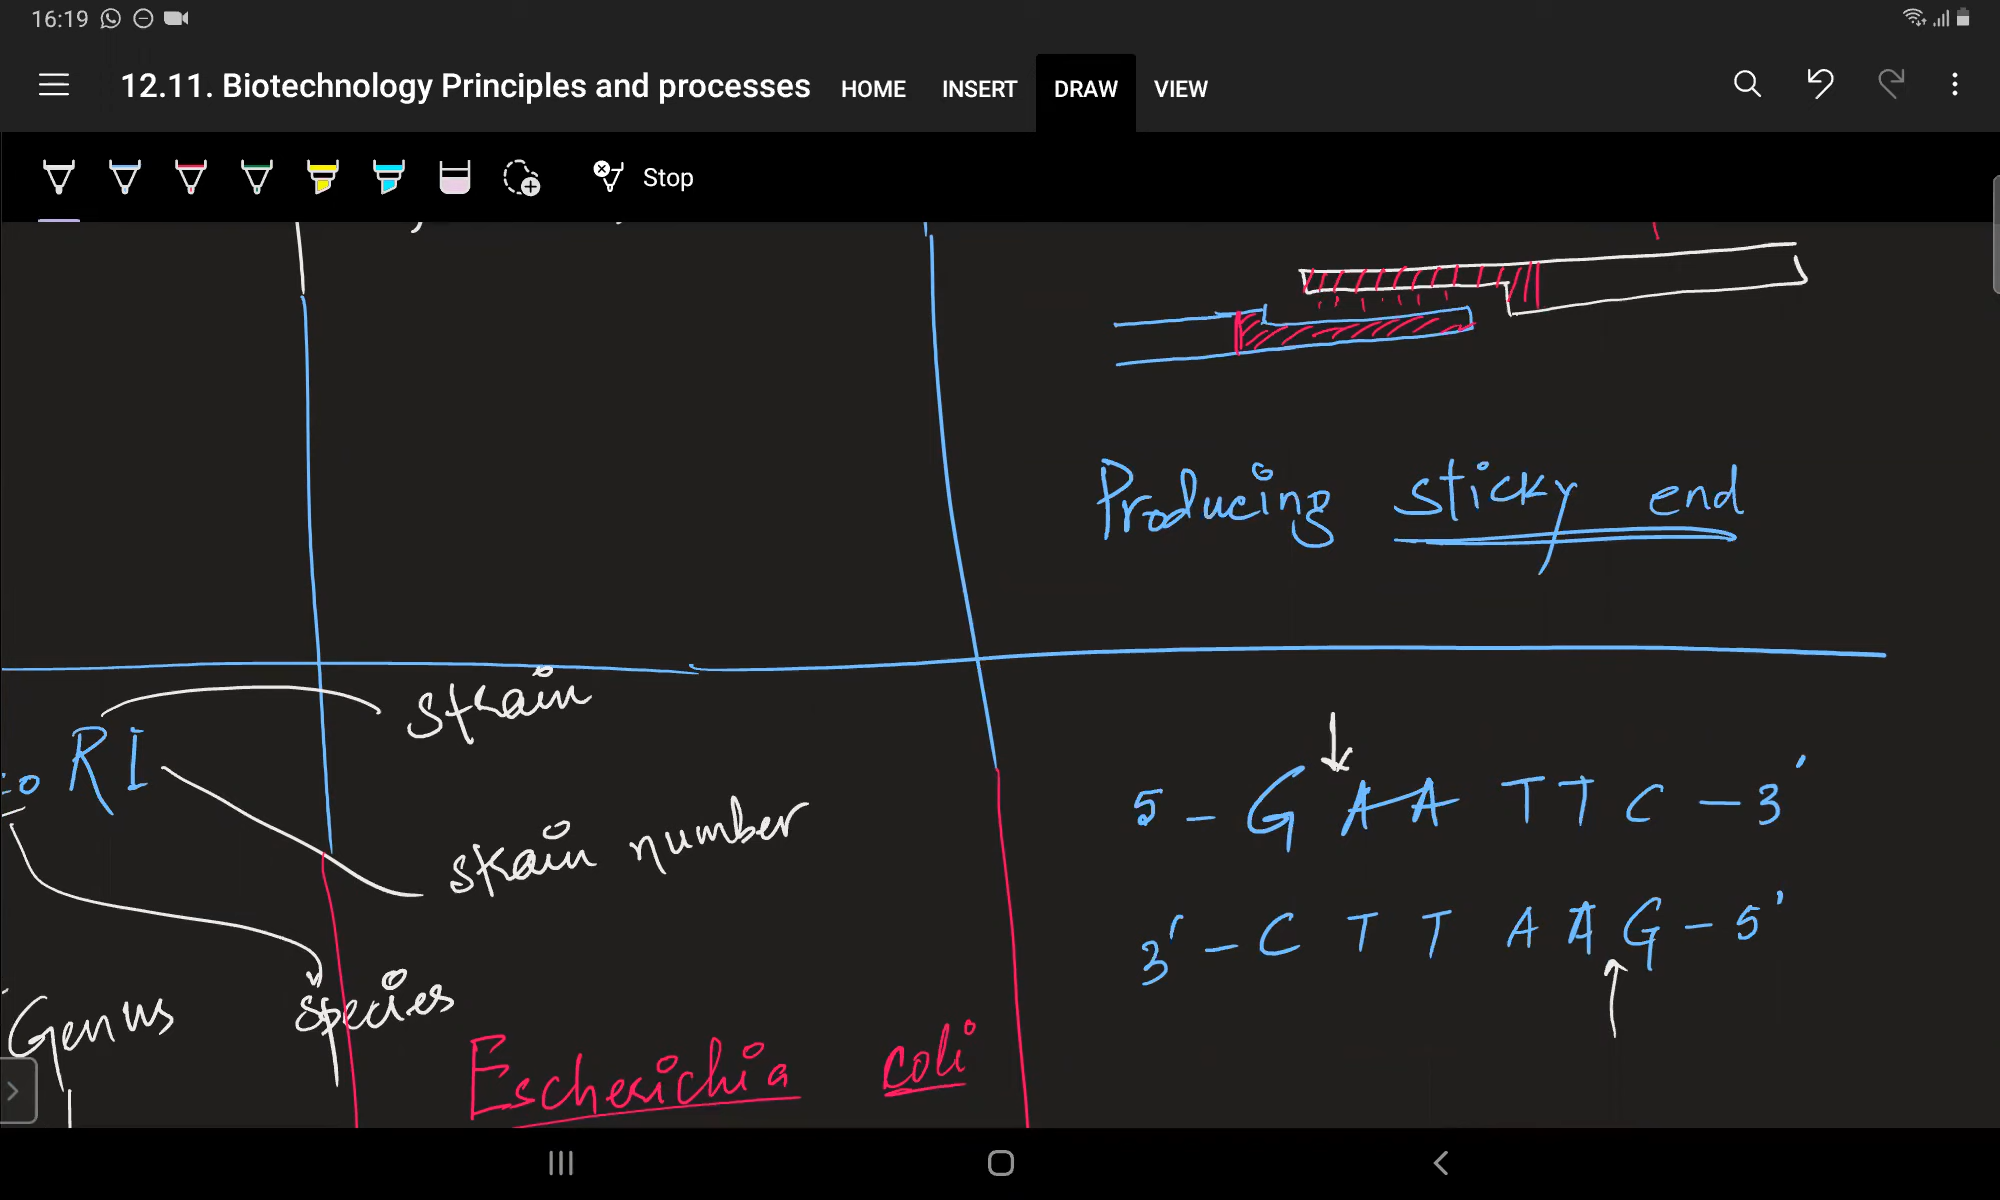 16:19
12.11. Biotechnology Principles and processes HOME INSERT DRAW VIEW
Stop
Producing sticky end
RI
strain
strain number
Genus
species
Escherichia coli
5 - G A A T T C - 3'
3' - C T T A A G - 5'